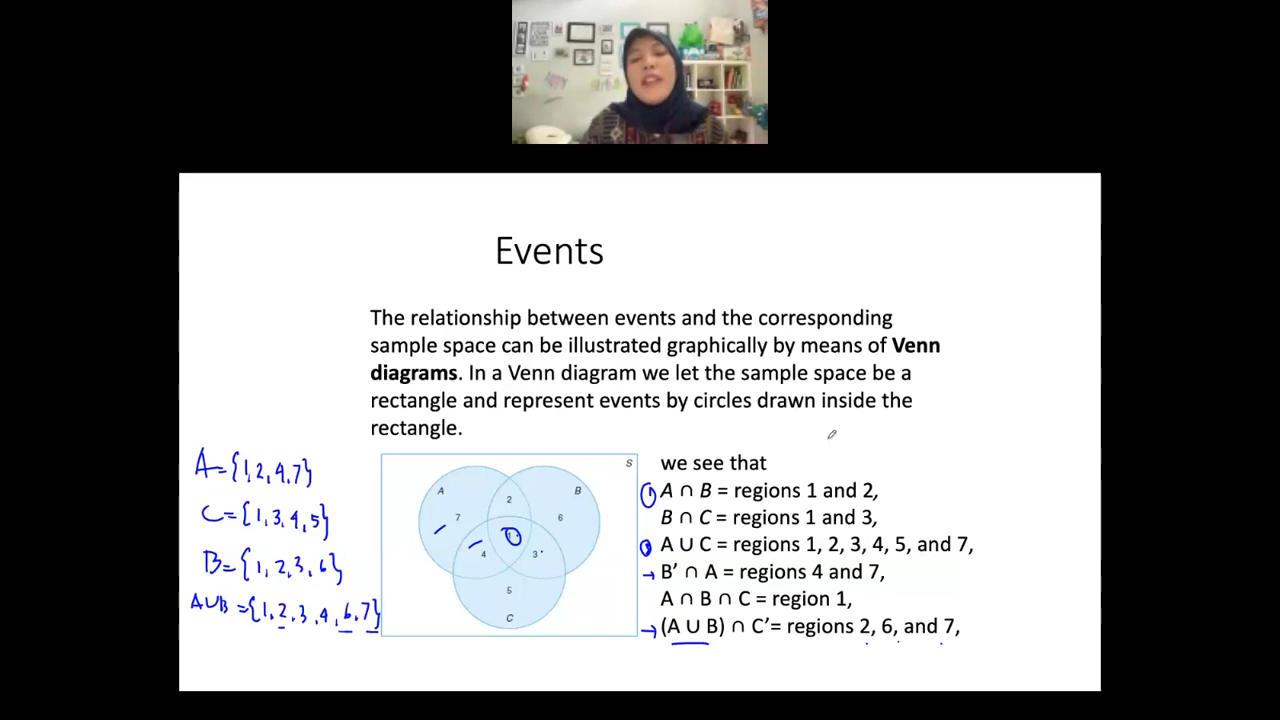 Events
The relationship between events and the corresponding
sample space can be illustrated graphically by means of Venn
diagrams. In a Venn diagram we let the sample space be a
rectangle and represent events by circles drawn inside the
rectangle.
A={1,2,4,7}
C={1,3,4,5}
B={1,2,3,6}
A∪B={1,2,3,4,6,7}
S
A
B
2
7
6
1
4
3
5
C
we see that
A ∩ B = regions 1 and 2,
B ∩ C = regions 1 and 3,
A ∪ C = regions 1, 2, 3, 4, 5, and 7,
B′ ∩ A = regions 4 and 7,
A ∩ B ∩ C = region 1,
(A ∪ B) ∩ C′= regions 2, 6, and 7,